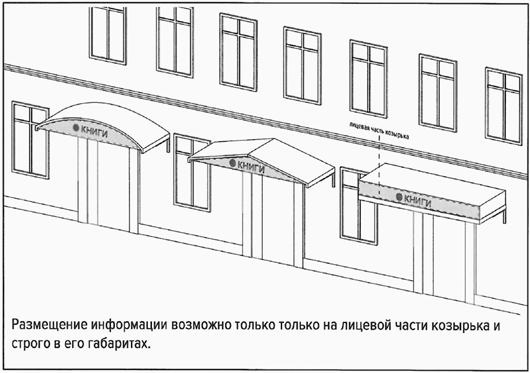 лицевая часть козырька
КНИГИ
КНИГИ
КНИГИ
Размещение информации возможно только только на лицевой части козырька и
строго в его габаритах.